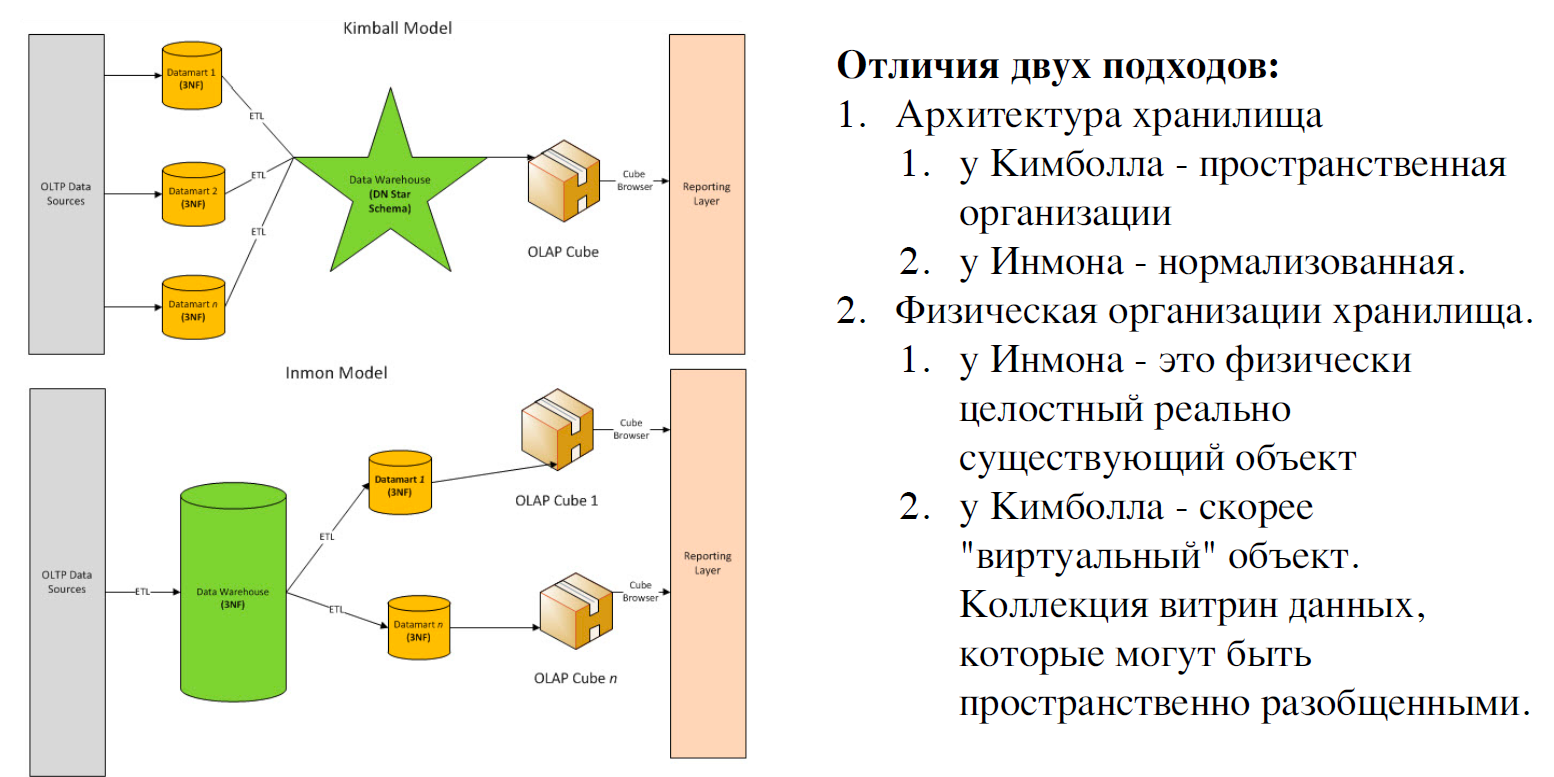 Kimball Model
OLTP Data
Sources
Datamart 1
(3NF)
Datamart 2
(3NF)
Datamart n
(3NF)
ETL
ETL
ETL
Data Warehouse
(DN Star
Schema)
OLAP Cube
Cube
Browser
Reporting
Layer
Inmon Model
OLTP Data
Sources
ETL
Data Warehouse
(3NF)
ETL
ETL
Datamart 1
(3NF)
Datamart n
(3NF)
OLAP Cube 1
OLAP Cube n
Cube
Browser
Cube
Browser
Reporting
Layer
Отличия двух подходов:
1. Архитектура хранилища
1. у Кимболла - пространственная
организации
2. у Инмона - нормализованная.
2. Физическая организации хранилища.
1. у Инмона - это физически
целостный реально
существующий объект
2. у Кимболла - скорее
"виртуальный" объект.
Коллекция витрин данных,
которые могут быть
пространственно разобщенными.